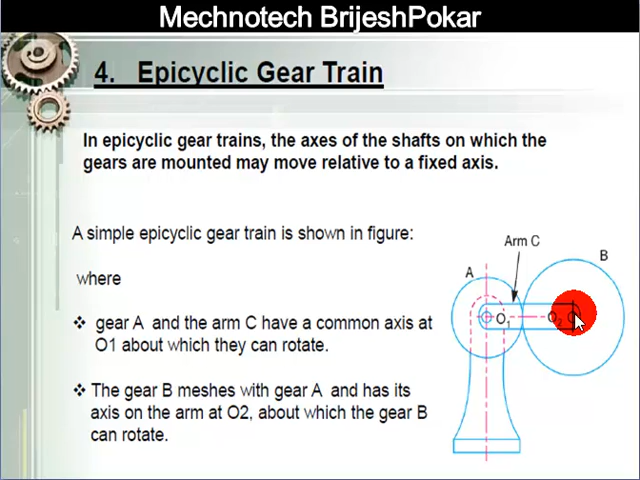 Mechnotech BrijeshPokar
4. Epicyclic Gear Train
In epicyclic gear trains, the axes of the shafts on which the
gears are mounted may move relative to a fixed axis.
A simple epicyclic gear train is shown in figure:
where
❖ gear A and the arm C have a common axis at
O1 about which they can rotate.
❖ The gear B meshes with gear A and has its
axis on the arm at O2, about which the gear B
can rotate.
Arm C
A
B
O1
O2